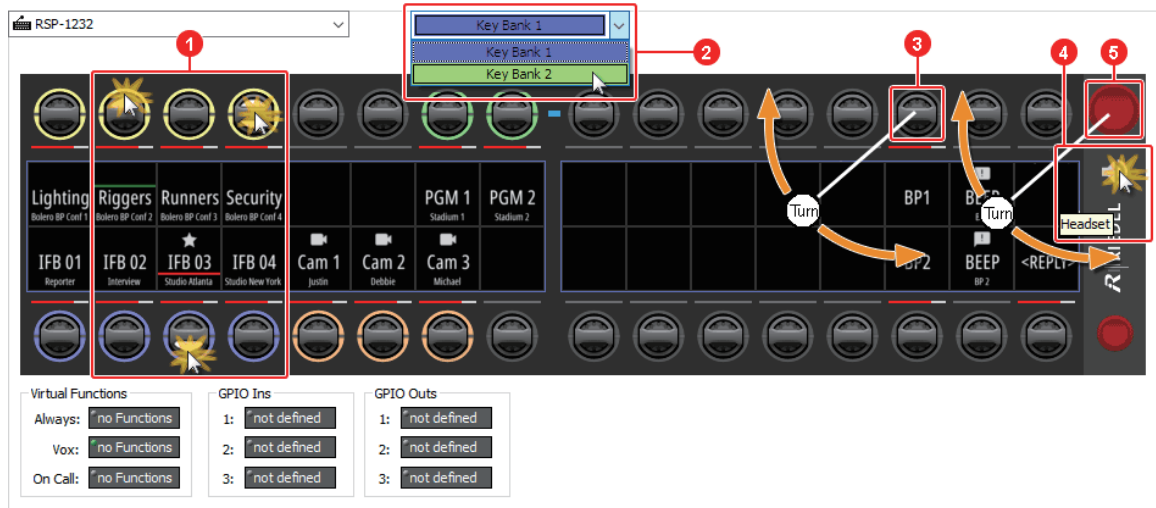 RSP-1232
Key Bank 1
Key Bank 1
Key Bank 2
1
2
3
4
5
Lighting Riggers Runners Security PGM 1 PGM 2 BP1
Bolero BP Conf 1 Bolero BP Conf 2 Bolero BP Conf 3 Bolero BP Conf 4 Stadium 1 Stadium 2
Turn
Turn
Headset
IFB 01 IFB 02 IFB 03 IFB 04 Cam 1 Cam 2 Cam 3 BP2 BEEP <REPLY>
Reporter Interview Studio Atlanta Studio New York Justin Debbie Michael BP 2
Virtual Functions
Always: no Functions
Vox: no Functions
On Call: no Functions
GPIO Ins
1: not defined
2: not defined
3: not defined
GPIO Outs
1: not defined
2: not defined
3: not defined